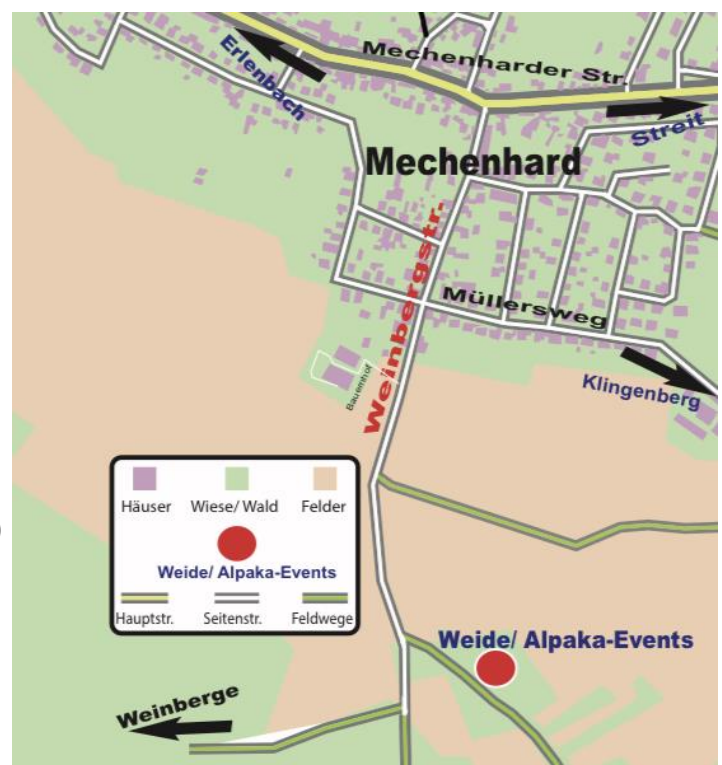 Mechenharder Str.
Erlenbach
Streit
Mechenhard
Weinbergstr.
Müllersweg
Bauernhof
Klingenberg
Häuser Wiese/ Wald Felder
Weide/ Alpaka-Events
Hauptstr. Seitenstr. Feldwege
Weide/ Alpaka-Events
Weinberge